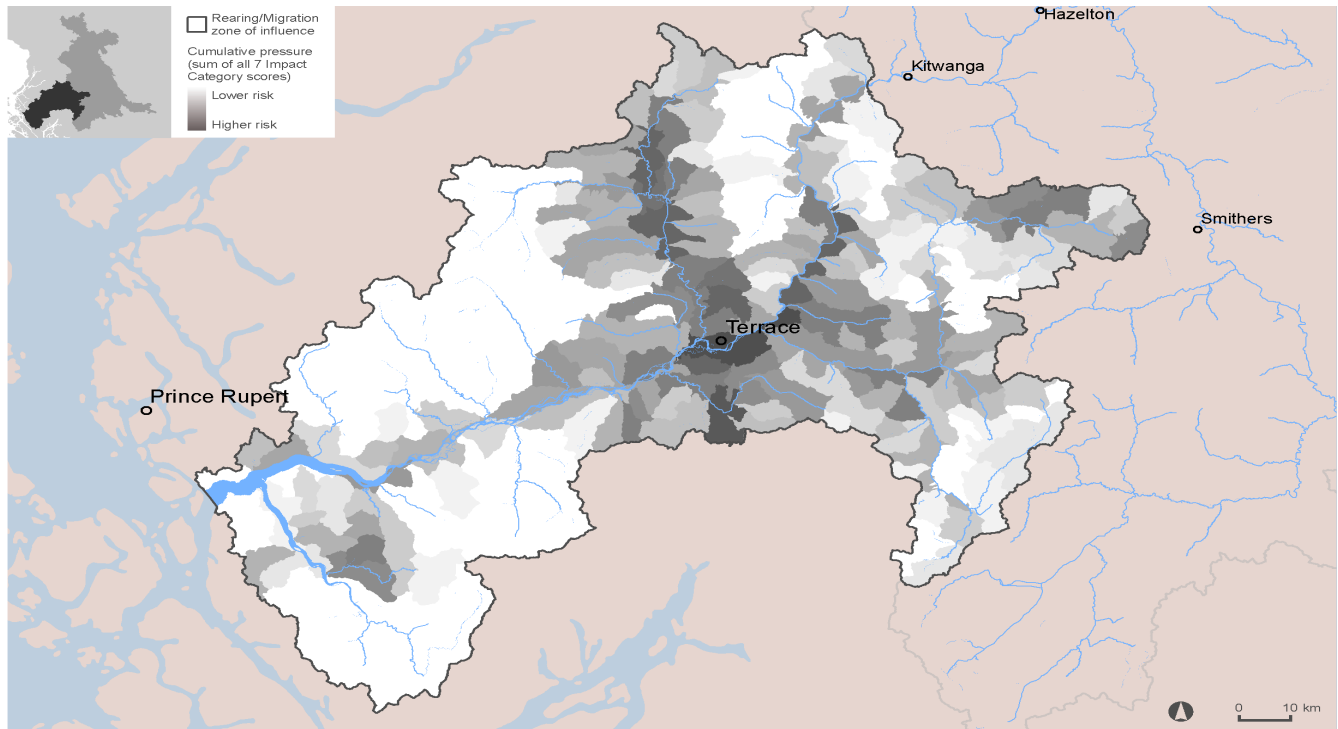 Rearing/Migration
zone of influence
Cumulative pressure
(sum of all 7 Impact
Category scores)
Lower risk
Higher risk
Hazelton
Kitwanga
Smithers
Terrace
Prince Rupert
0 10 km